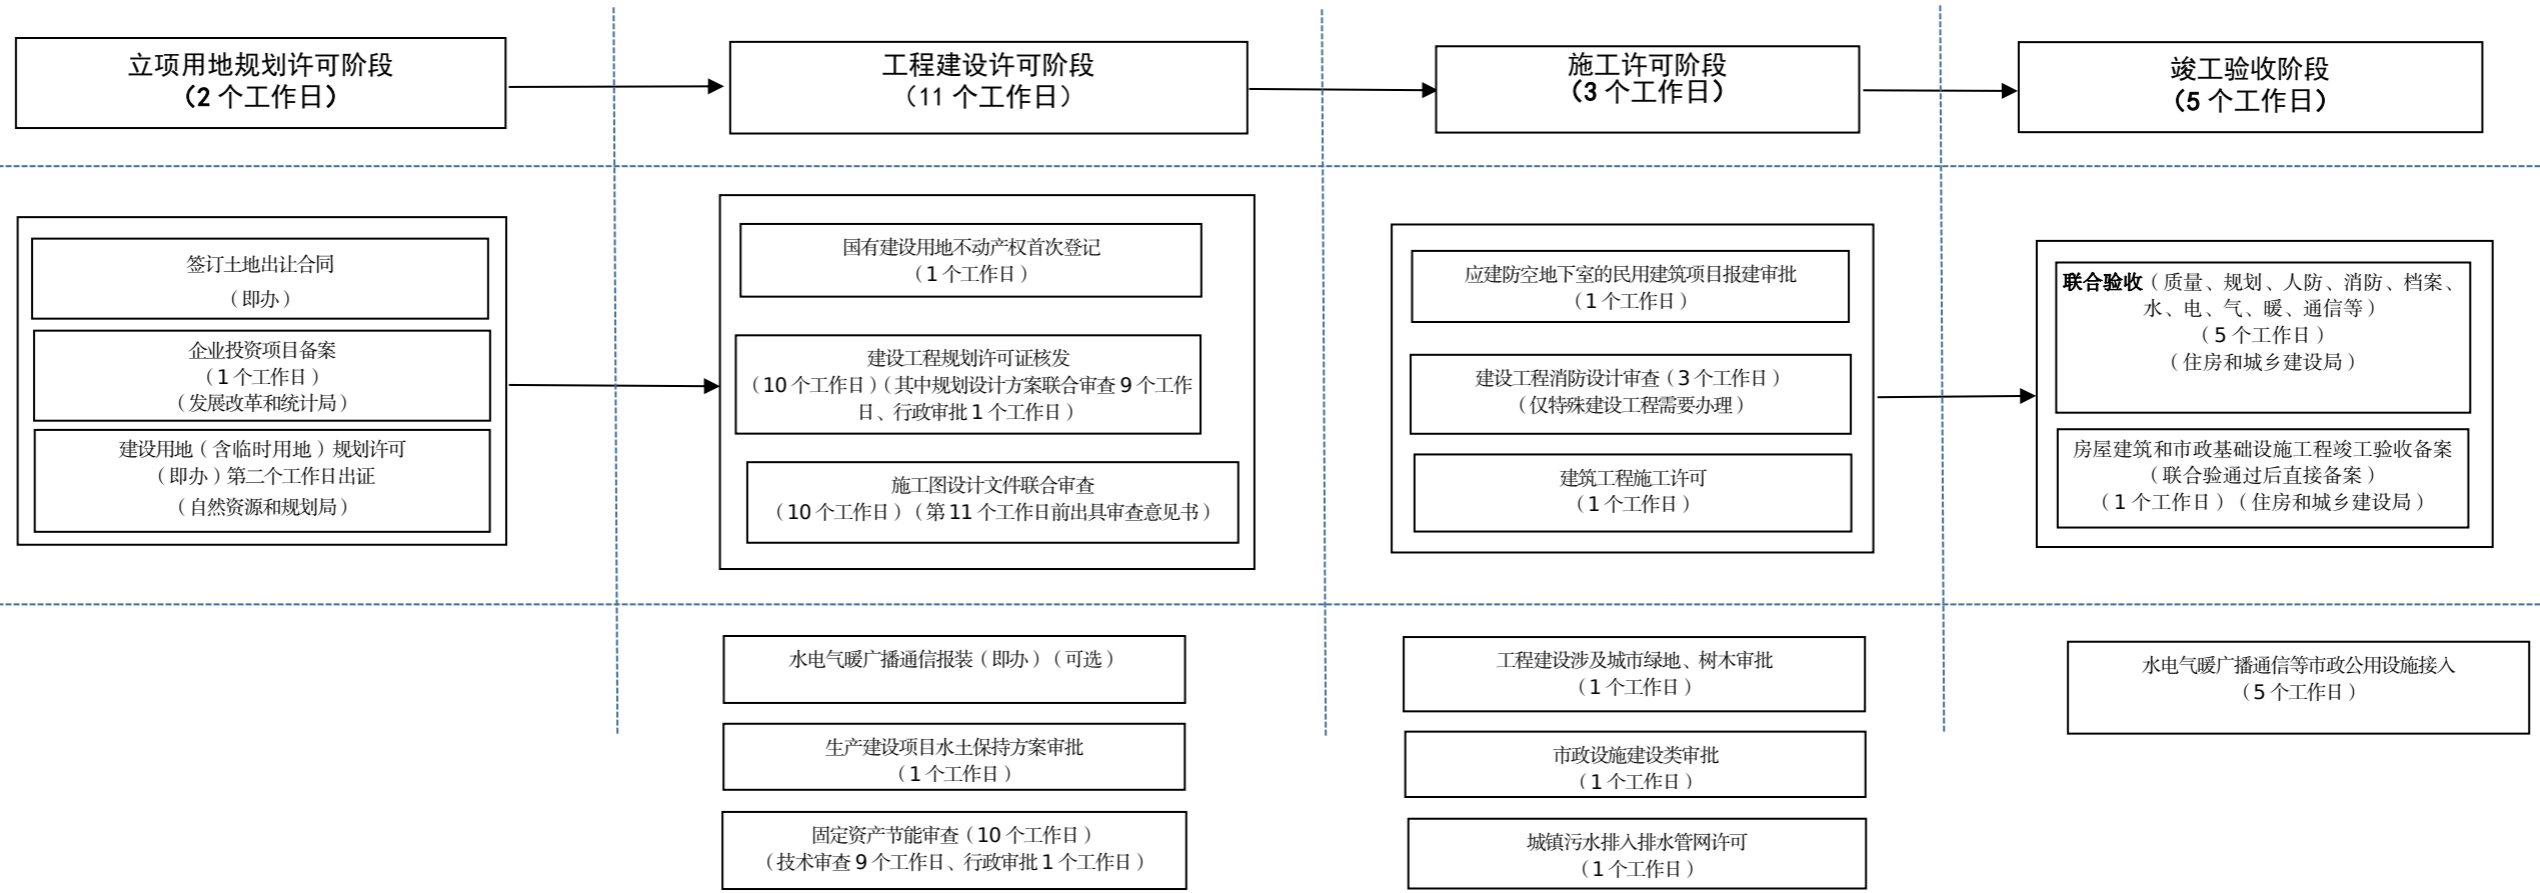 立项用地规划许可阶段
（2 个工作日）
工程建设许可阶段
（11 个工作日）
施工许可阶段
（3 个工作日）
竣工验收阶段
（5 个工作日）
签订土地出让合同
（即办）
企业投资项目备案
（1 个工作日）
（发展改革和统计局）
建设用地（含临时用地）规划许可
（即办）第二个工作日出证
（自然资源和规划局）
国有建设用地不动产权首次登记
（1 个工作日）
建设工程规划许可证核发
（10 个工作日）（其中规划设计方案联合审查 9 个工作
日、行政审批 1 个工作日）
施工图设计文件联合审查
（10 个工作日）（第 11 个工作日前出具审查意见书）
应建防空地下室的民用建筑项目报建审批
（1 个工作日）
建设工程消防设计审查（3 个工作日）
（仅特殊建设工程需要办理）
建筑工程施工许可
（1 个工作日）
联合验收（质量、规划、人防、消防、档案、
水、电、气、暖、通信等）
（5 个工作日）
（住房和城乡建设局）
房屋建筑和市政基础设施工程竣工验收备案
（联合验通过后直接备案）
（1 个工作日）（住房和城乡建设局）
水电气暖广播通信报装（即办）（可选）
生产建设项目水土保持方案审批
（1 个工作日）
固定资产节能审查（10 个工作日）
（技术审查 9 个工作日、行政审批 1 个工作日）
工程建设涉及城市绿地、树木审批
（1 个工作日）
市政设施建设类审批
（1 个工作日）
城镇污水排入排水管网许可
（1 个工作日）
水电气暖广播通信等市政公用设施接入
（5 个工作日）